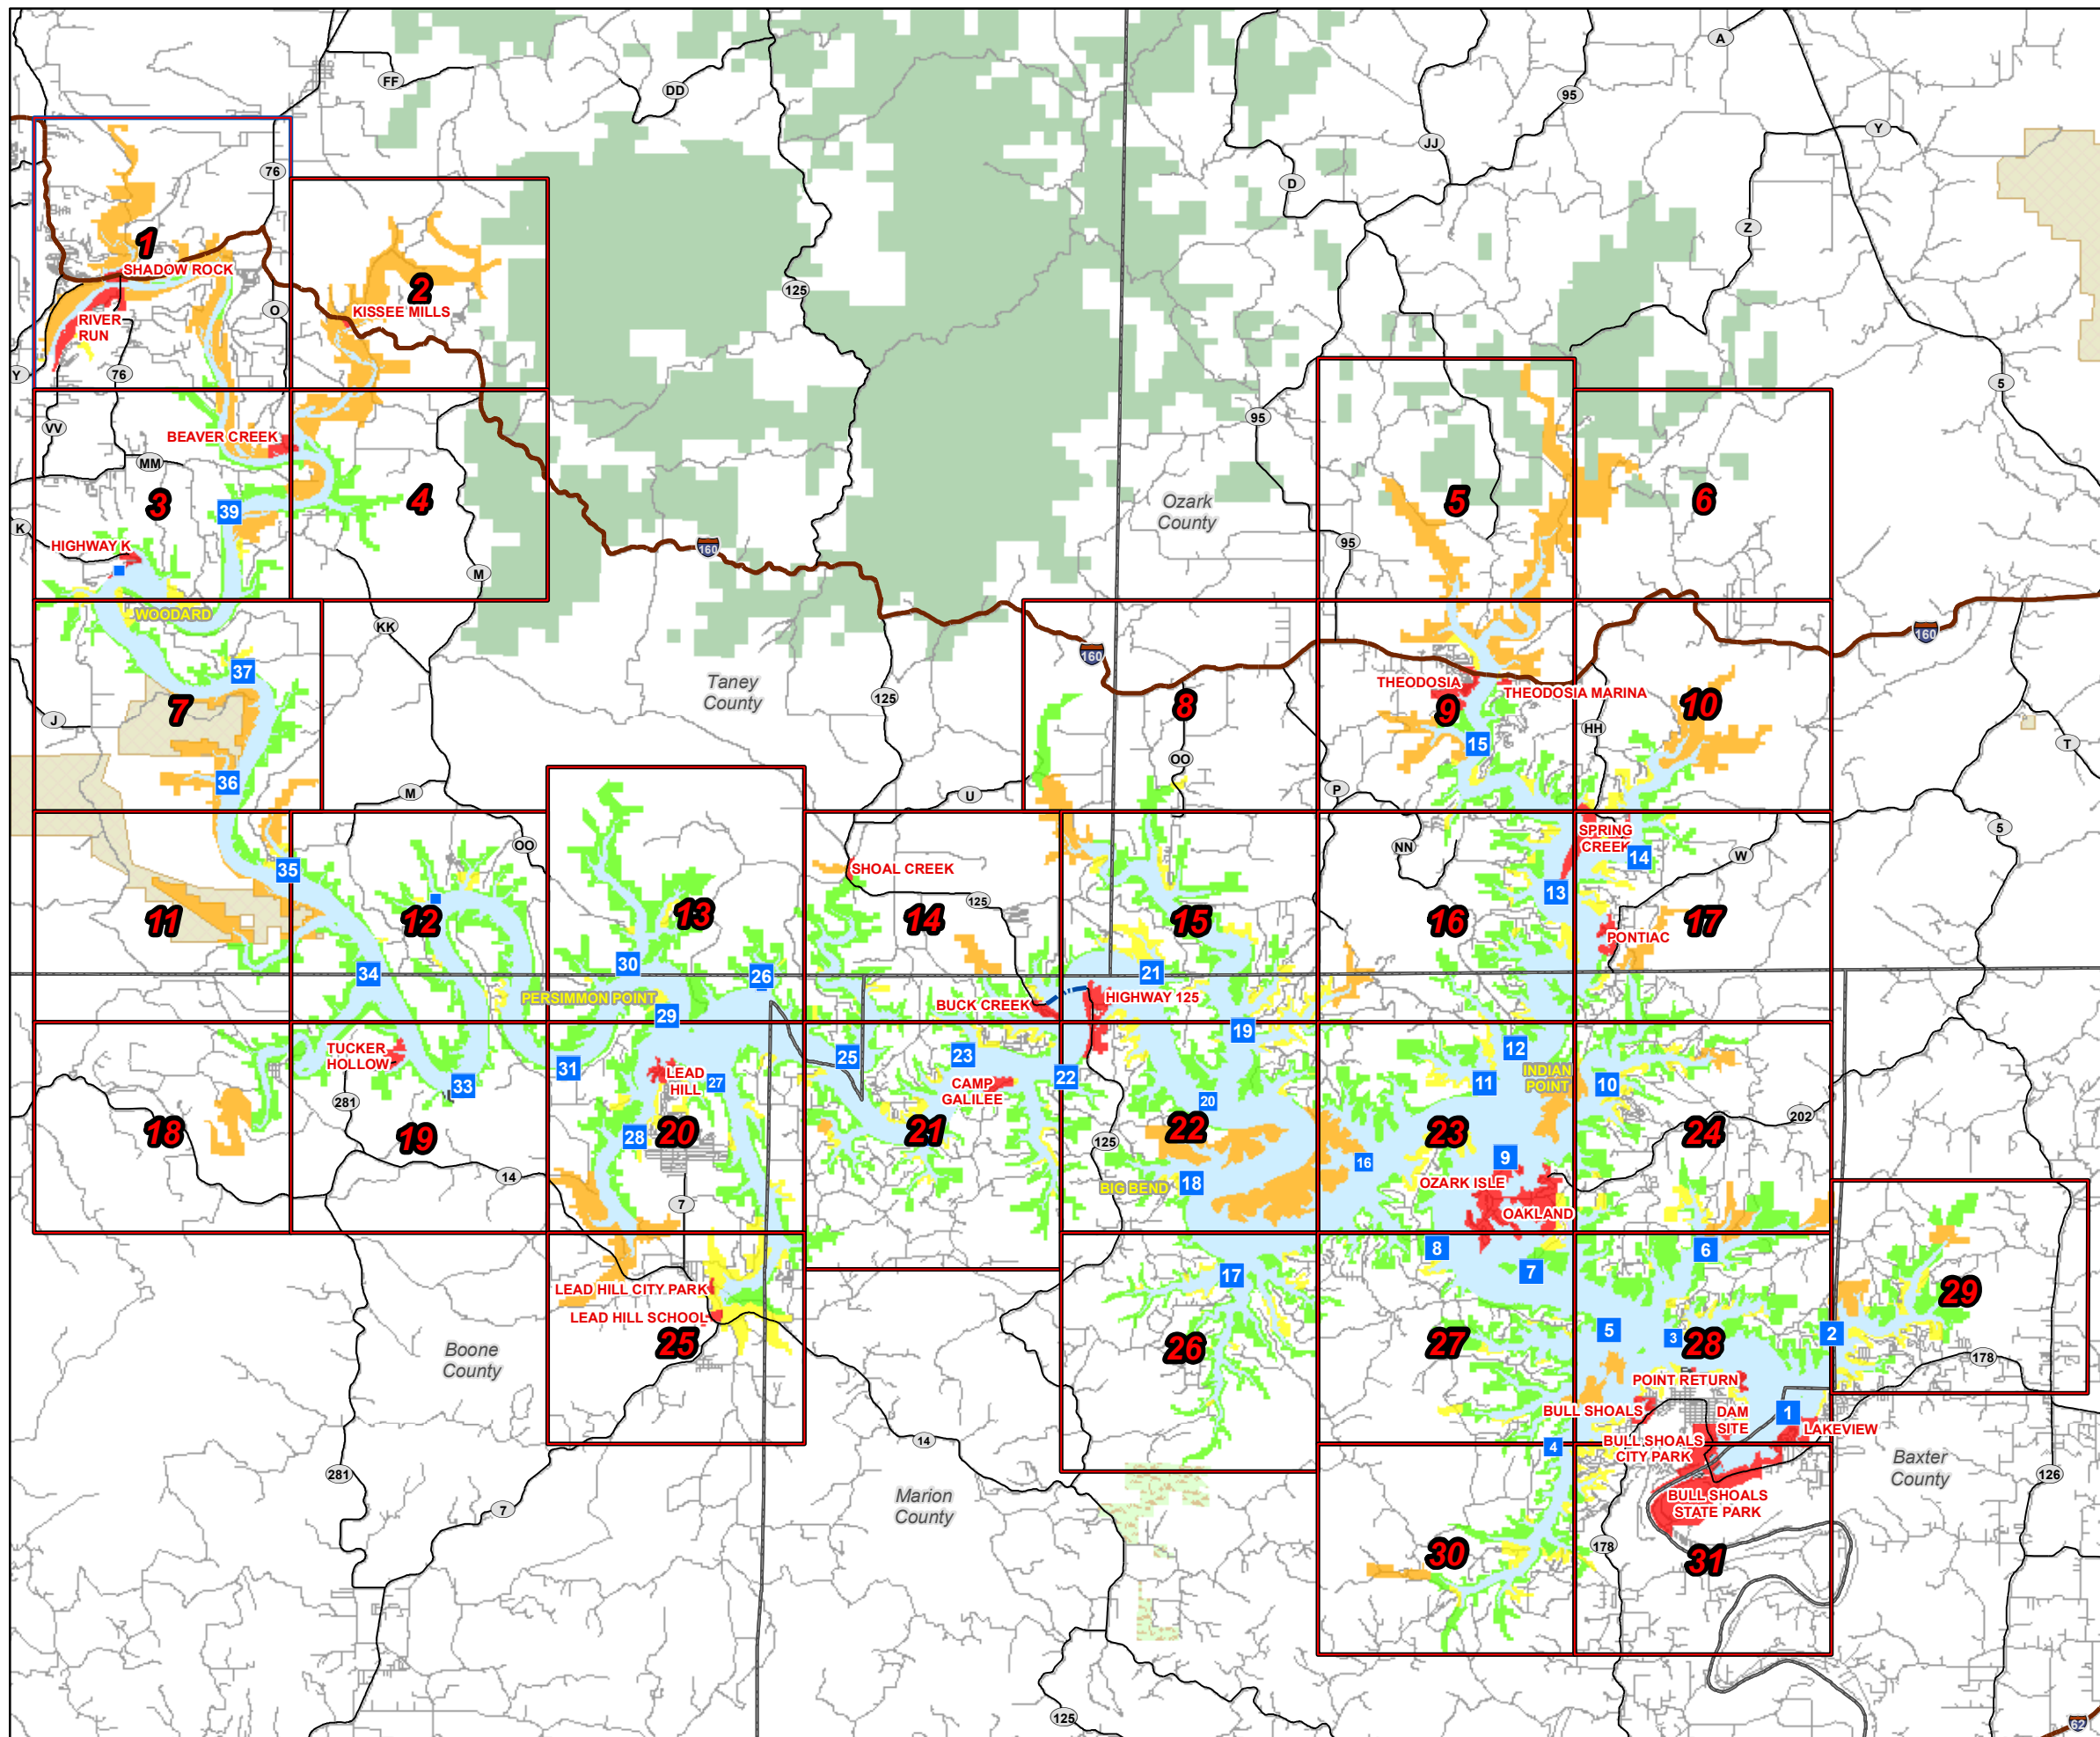 A
FF
DD
95
Y
JJ
76
D
Z
1
SHADOW ROCK
2
KISSEE MILLS
O
125
RIVER
RUN
Y
76
5
95
VV
BEAVER CREEK
MM
3
39
4
Ozark
County
5
6
K
HIGHWAY K
95
160
M
WOODARD
KK
160
160
37
7
J
Taney
County
125
8
THEODOSIA
THEODOSIA MARINA
9
10
HH
15
T
OO
36
M
U
P
5
OO
NN
SPRING
CREEK
14
W
35
SHOAL CREEK
13
125
11
12
13
14
15
16
17
PONTIAC
34
30
26
21
PERSIMMON POINT
29
BUCK CREEK
HIGHWAY 125
19
TUCKER
HOLLOW
31
25
23
22
12
INDIAN
POINT
33
LEAD
HILL
27
CAMP
GALILEE
11
10
281
20
202
18
19
28
20
21
125
22
23
24
14
BIG BEND
18
16
9
OZARK ISLE
OAKLAND
7
8
6
17
7
LEAD HILL CITY PARK
29
LEAD HILL SCHOOL
25
Boone
County
26
27
5
3
28
2
178
POINT RETURN
BULL SHOALS
DAM
SITE
1
LAKEVIEW
14
4
BULL SHOALS
CITY PARK
Baxter
County
281
126
7
Marion
County
BULL SHOALS
STATE PARK
178
30
31
125
62